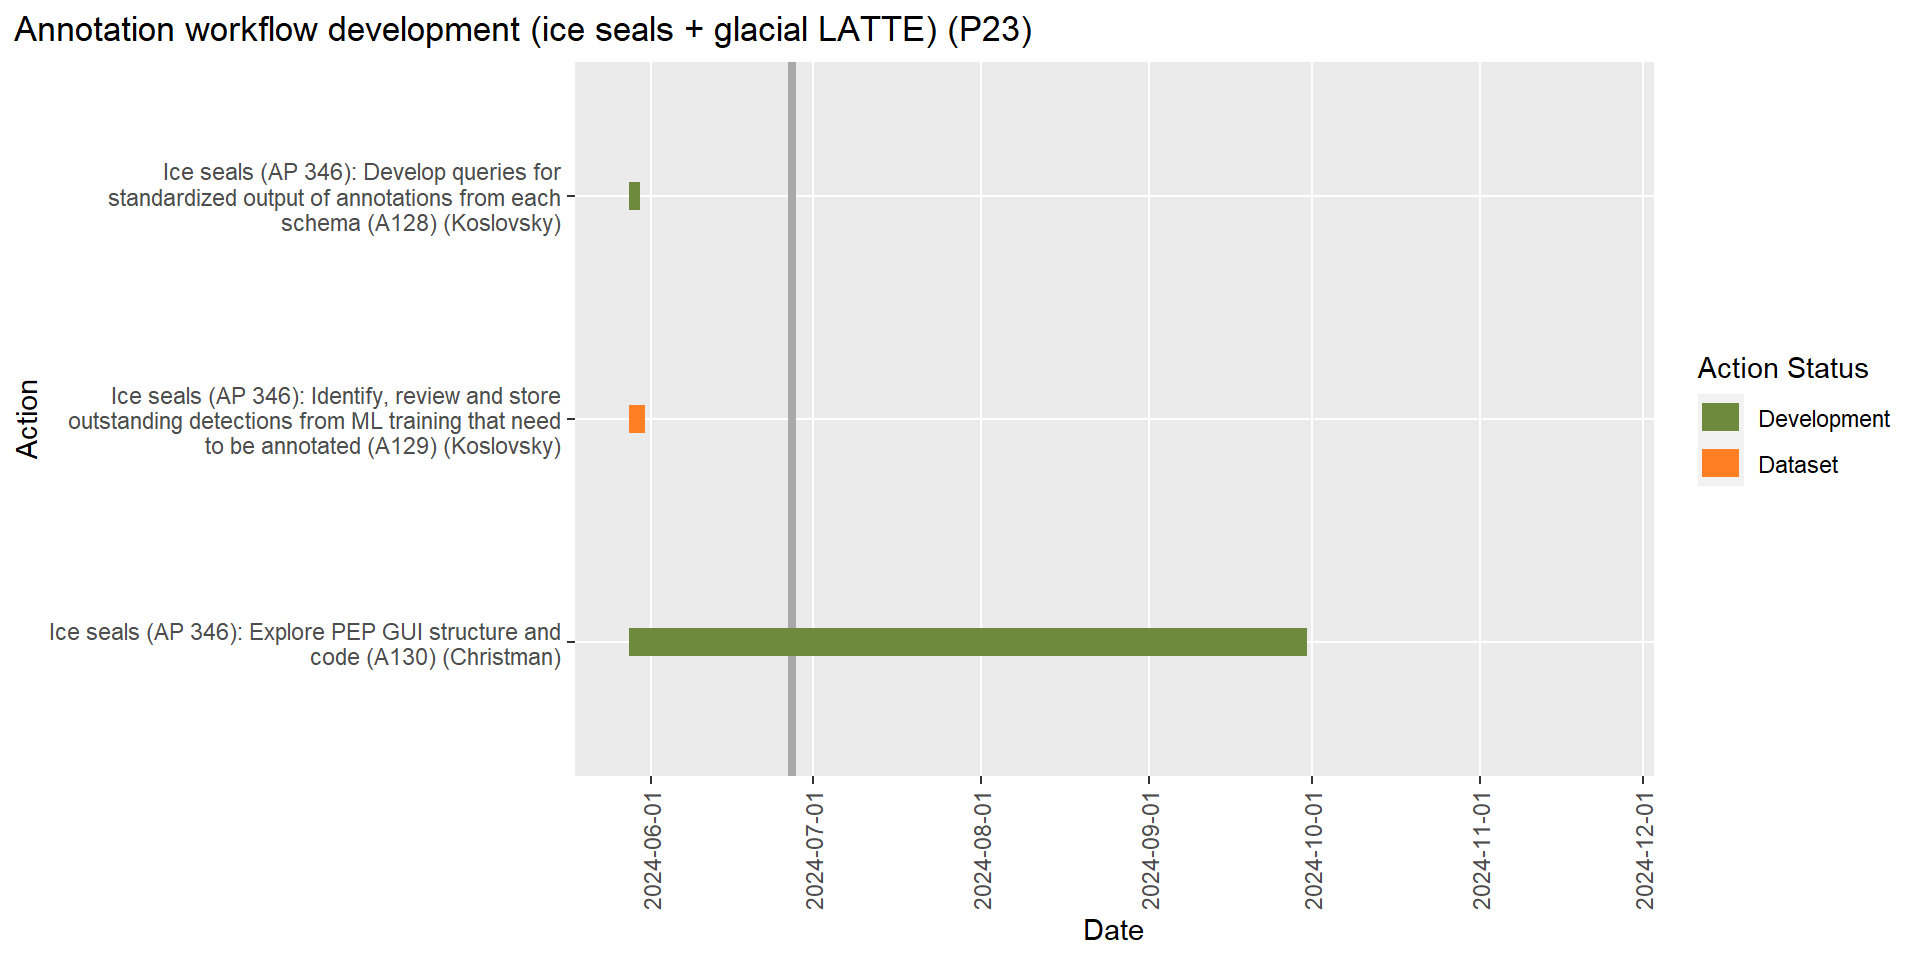 Annotation workflow development (ice seals + glacial LATTE) (P23)
Ice seals (AP 346): Develop queries for
standardized output of annotations from each
schema (A128) (Koslovsky)
Ice seals (AP 346): Identify, review and store
outstanding detections from ML training that need
to be annotated (A129) (Koslovsky)
Ice seals (AP 346): Explore PEP GUI structure and
code (A130) (Christman)
Action
2024-06-01
2024-07-01
2024-08-01
2024-09-01
2024-10-01
2024-11-01
2024-12-01
Date
Action Status
Development
Dataset